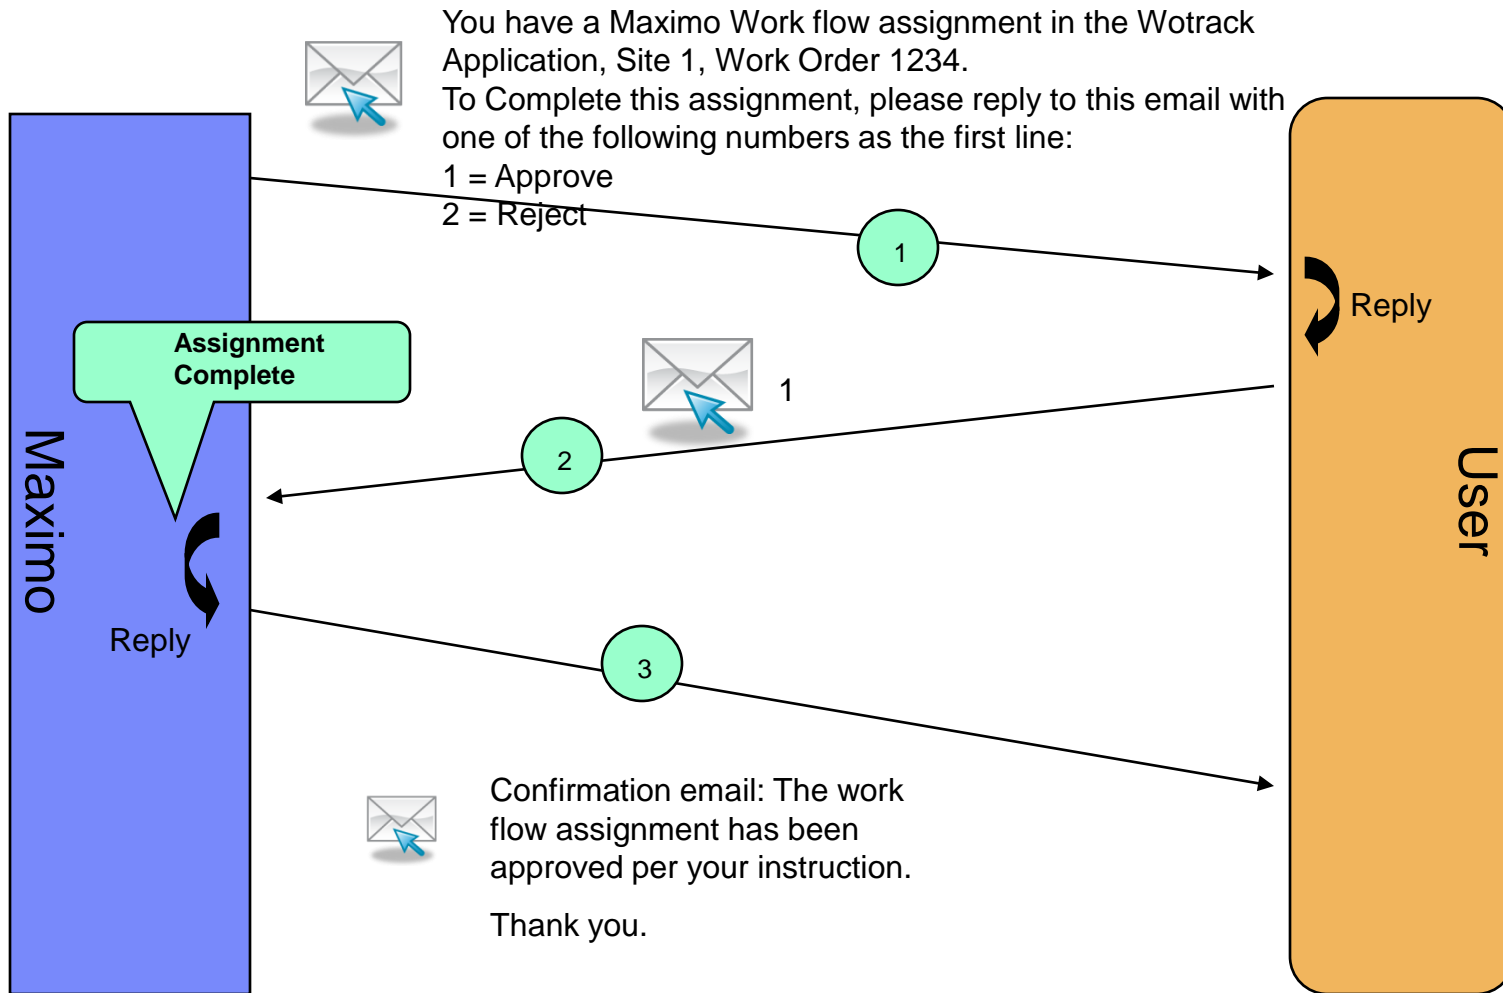 You have a Maximo Work flow assignment in the Wotrack
Application, Site 1, Work Order 1234.
To Complete this assignment, please reply to this email with
one of the following numbers as the first line:
1 = Approve
2 = Reject
1
Reply
Assignment
Complete
1
2
Maximo
User
Reply
3
Confirmation email: The work
flow assignment has been
approved per your instruction.
Thank you.